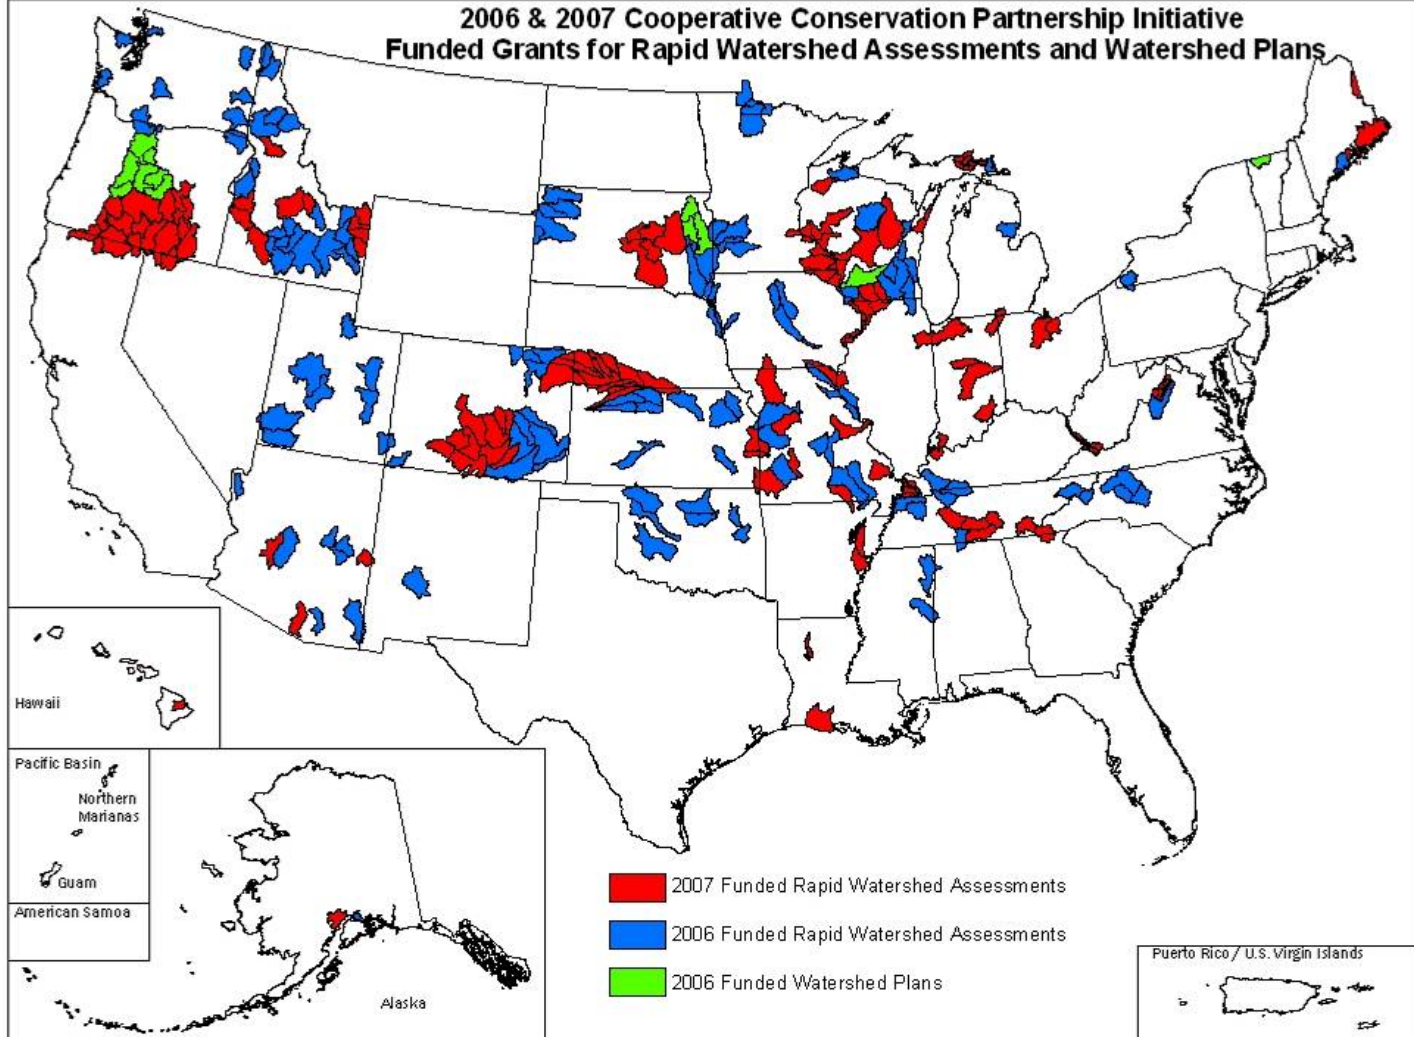 2006 & 2007 Cooperative Conservation Partnership Initiative
Funded Grants for Rapid Watershed Assessments and Watershed Plans
Hawaii
Pacific Basin
Northern
Marianas
Guam
American Samoa
Alaska
2007 Funded Rapid Watershed Assessments
2006 Funded Rapid Watershed Assessments
2006 Funded Watershed Plans
Puerto Rico / U.S. Virgin Islands